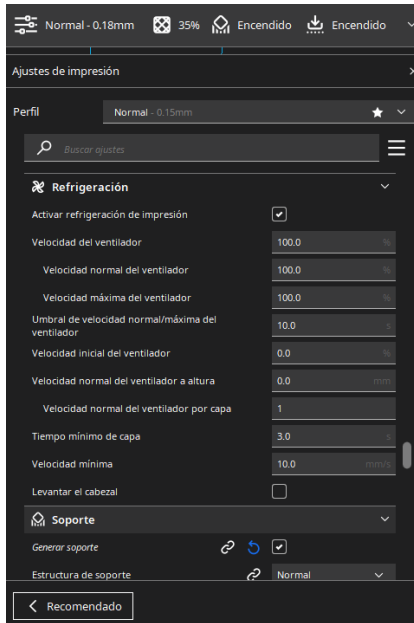 Normal - 0.18mm 35% Encendido Encendido
Ajustes de impresión
Perfil Normal - 0.15mm
Buscar ajustes
Refrigeración
Activar refrigeración de impresión
Velocidad del ventilador 100.0 %
Velocidad normal del ventilador 100.0 %
Velocidad máxima del ventilador 100.0 %
Umbral de velocidad normal/máxima del
ventilador 10.0 s
Velocidad inicial del ventilador 0.0 %
Velocidad normal del ventilador a altura 0.0 mm
Velocidad normal del ventilador por capa 1
Tiempo mínimo de capa 3.0 s
Velocidad mínima 10.0 mm/s
Levantar el cabezal
Soporte
Generar soporte
Estructura de soporte Normal
Recomendado